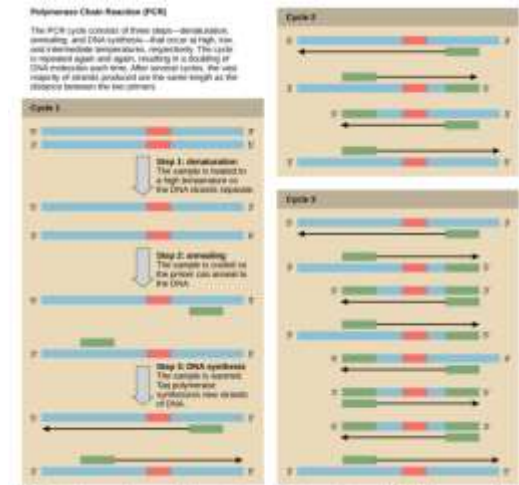 Polymerase Chain Reaction (PCR)
The PCR cycle consists of three steps—denaturation,
annealing, and DNA synthesis—that occur at high, low
and intermediate temperatures, respectively. The cycle
is repeated again and again, resulting in a doubling of
DNA molecules each time. After several cycles, the vast
majority of strands produced are the same length as the
distance between the two primers.
Cycle 1
Step 1: denaturation
The sample is heated to
a high temperature so
the DNA strands separate.
Step 2: annealing
The sample is cooled so
the primer can anneal to
the DNA.
Step 3: DNA synthesis
The sample is warmed.
Taq polymerase
synthesizes new strands
of DNA.
Cycle 2
Cycle 3